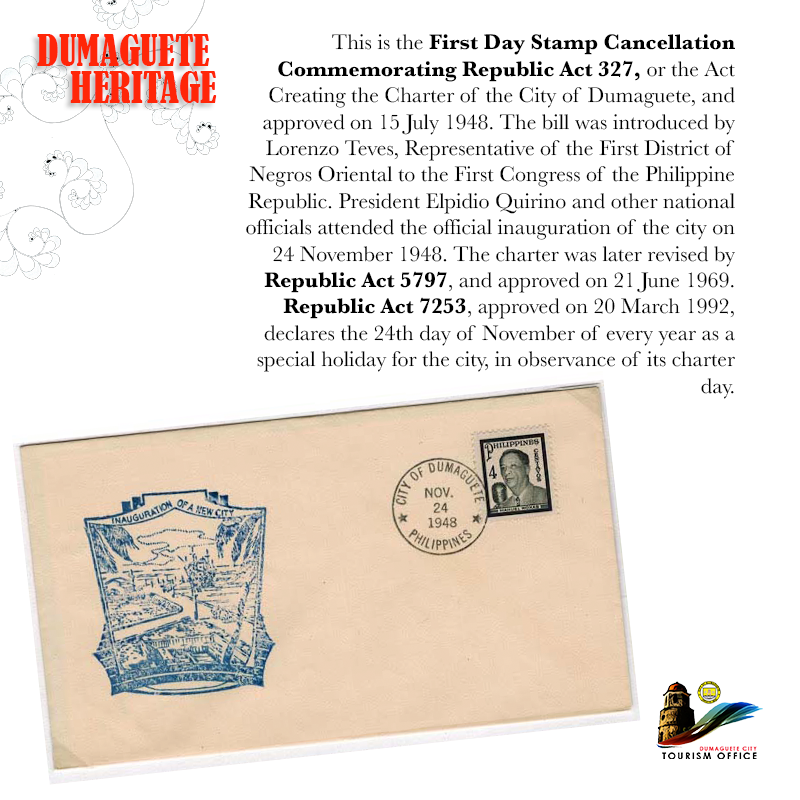 DUMAGUETE
HERITAGE
This is the First Day Stamp Cancellation
Commemorating Republic Act 327, or the Act
Creating the Charter of the City of Dumaguete, and
approved on 15 July 1948. The bill was introduced by
Lorenzo Teves, Representative of the First District of
Negros Oriental to the First Congress of the Philippine
Republic. President Elpidio Quirino and other national
officials attended the official inauguration of the city on
24 November 1948. The charter was later revised by
Republic Act 5797, and approved on 21 June 1969.
Republic Act 7253, approved on 20 March 1992,
declares the 24th day of November of every year as a
special holiday for the city, in observance of its charter
day.
INAUGURATION OF A NEW CITY
CITY OF DUMAGUETE
NOV.
24
1948
PHILIPPINES
PHILIPPINES
4
CENTAVOS
MANUEL ROXAS
DUMAGUETE CITY
TOURISM OFFICE